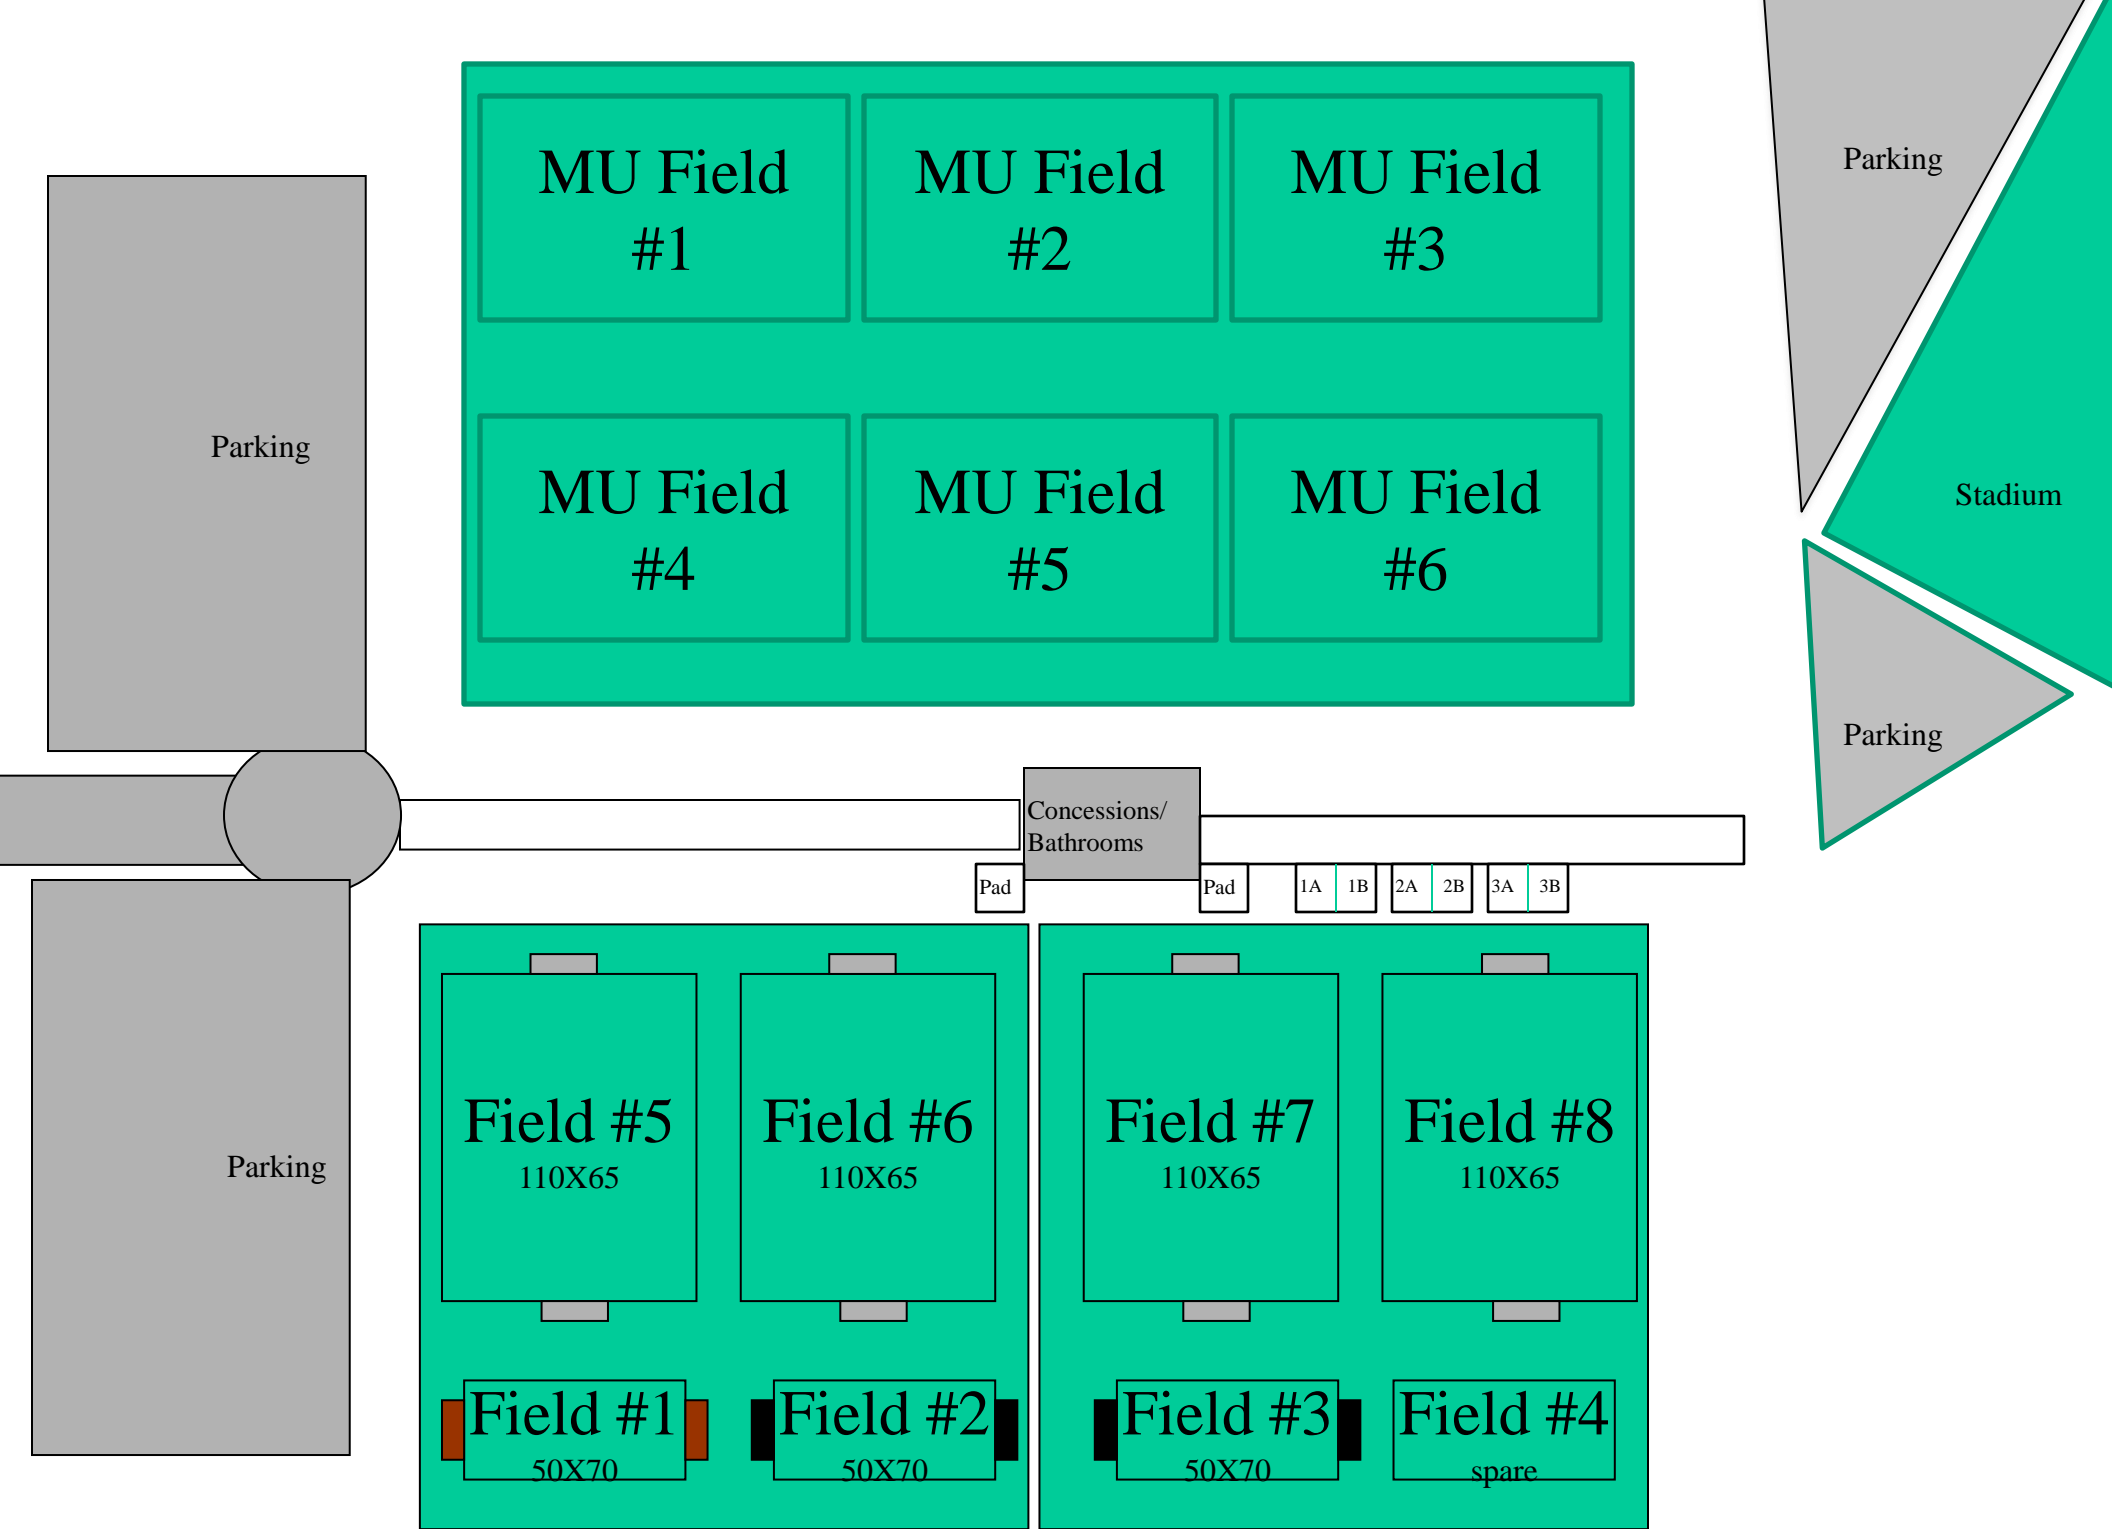 Parking
MU Field
#1
MU Field
#2
MU Field
#3
Parking
MU Field
#4
MU Field
#5
MU Field
#6
Stadium
Parking
Concessions/
Bathrooms
Pad
Pad
1A 1B 2A 2B 3A 3B
Field #5
110X65
Field #6
110X65
Field #7
110X65
Field #8
110X65
Parking
Field #1
50X70
Field #2
50X70
Field #3
50X70
Field #4
spare